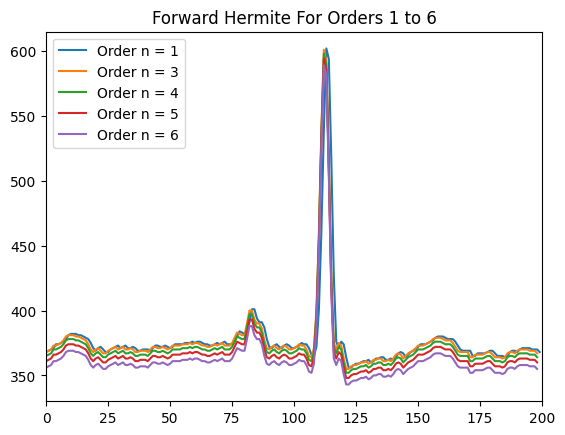 Forward Hermite For Orders 1 to 6
Order n = 1
Order n = 3
Order n = 4
Order n = 5
Order n = 6
600
550
500
450
400
350
0 25 50 75 100 125 150 175 200